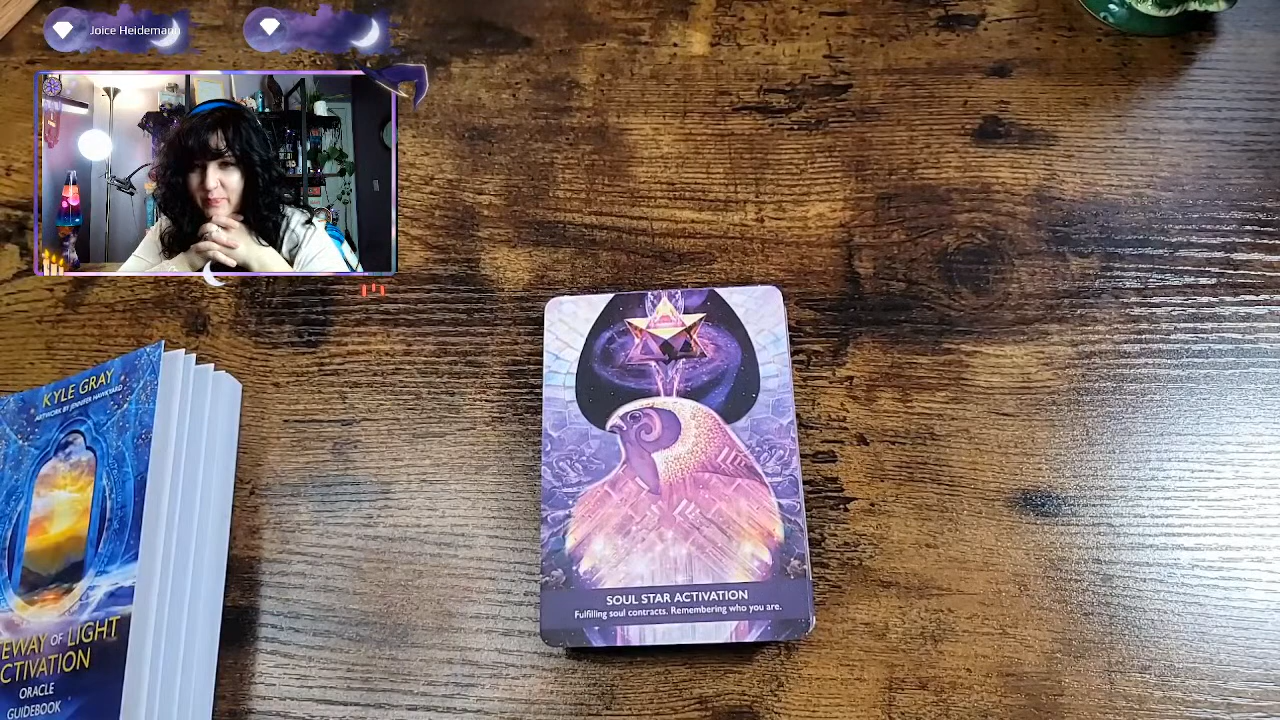 Joice Heidemann
KYLE GRAY
ARTWORK BY JENNIFER HAWKYARD
EWAY OF LIGHT
CTIVATION
ORACLE
GUIDEBOOK
SOUL STAR ACTIVATION
Fulfilling soul contracts. Remembering who you are.